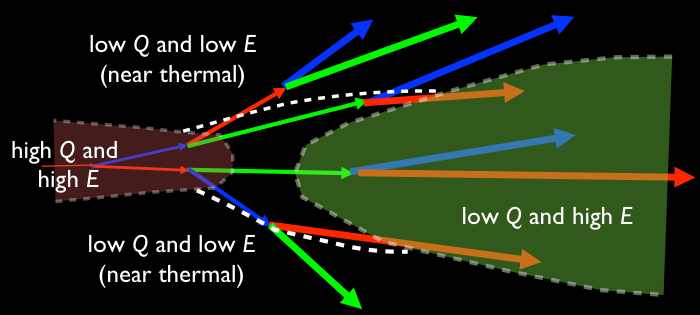 low Q and low E
(near thermal)
high Q and
high E
low Q and high E
low Q and low E
(near thermal)